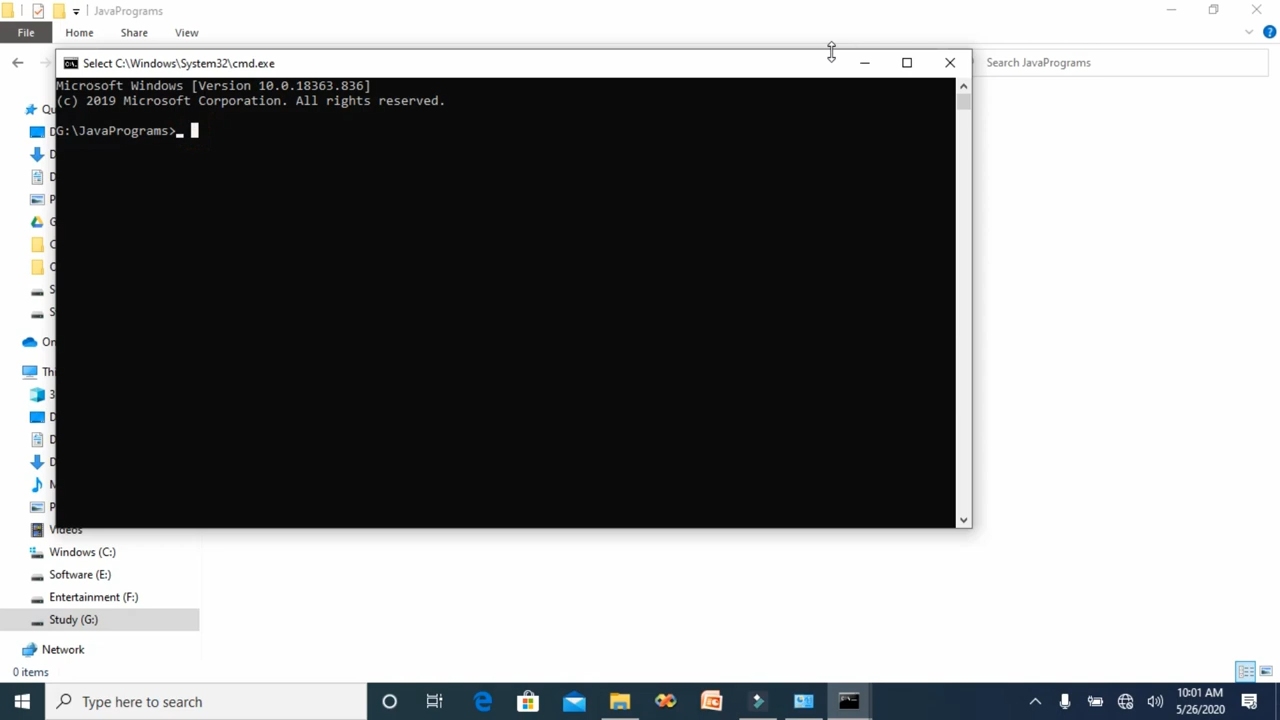 JavaPrograms
File
Home
Share
View
Search JavaPrograms
Select C:\Windows\System32\cmd.exe
Microsoft Windows [Version 10.0.18363.836]
(c) 2019 Microsoft Corporation. All rights reserved.
G:\JavaPrograms>
Videos
Windows (C:)
Software (E:)
Entertainment (F:)
Study (G:)
Network
0 items
Type here to search
10:01 AM
5/26/2020